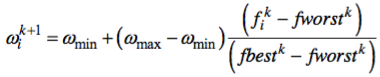 ω_i^{k+1} = ω_min + (ω_max − ω_min) (f_i^k − fworst^k) / (fbest^k − fworst^k)